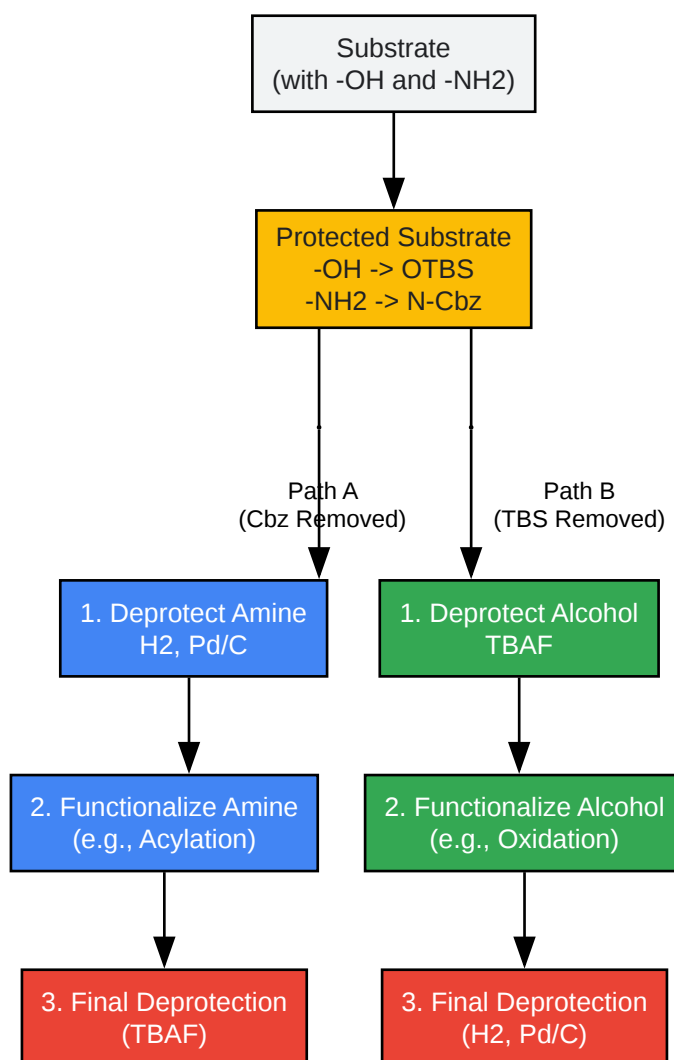 Substrate
(with -OH and -NH2)
Protected Substrate
-OH -> OTBS
-NH2 -> N-Cbz
Path A
(Cbz Removed)
Path B
(TBS Removed)
1. Deprotect Amine
H2, Pd/C
1. Deprotect Alcohol
TBAF
2. Functionalize Amine
(e.g., Acylation)
2. Functionalize Alcohol
(e.g., Oxidation)
3. Final Deprotection
(TBAF)
3. Final Deprotection
(H2, Pd/C)